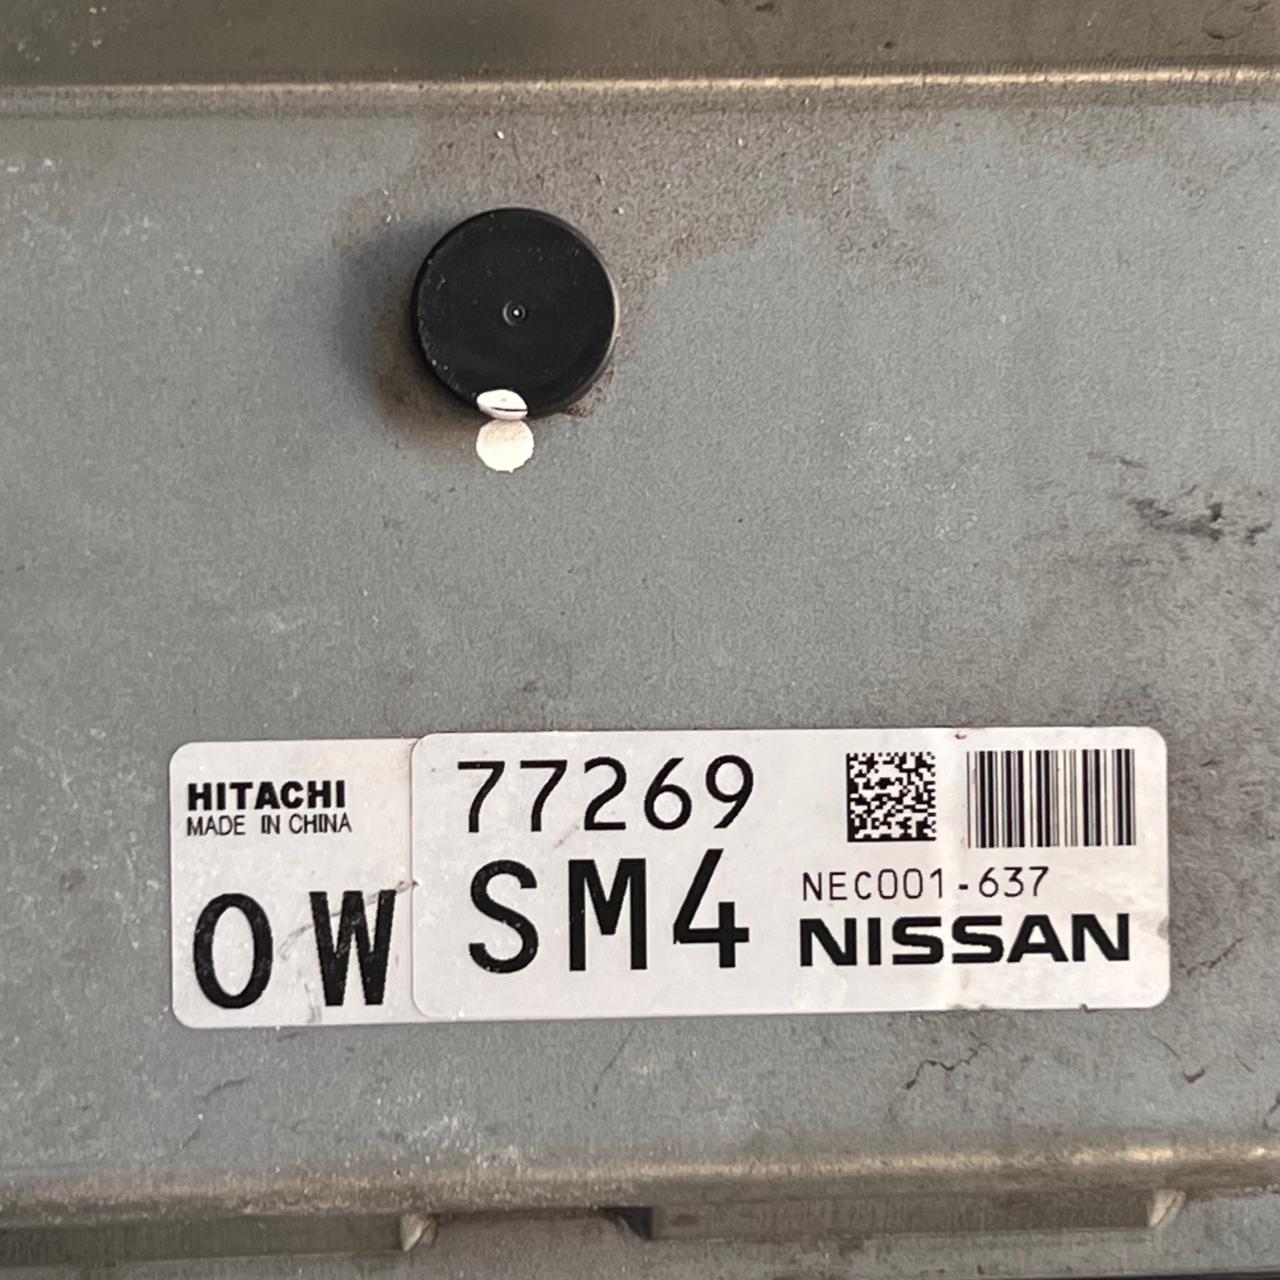 HITACHI
MADE IN CHINA
0W
77269
SM4
NEC001-637
NISSAN